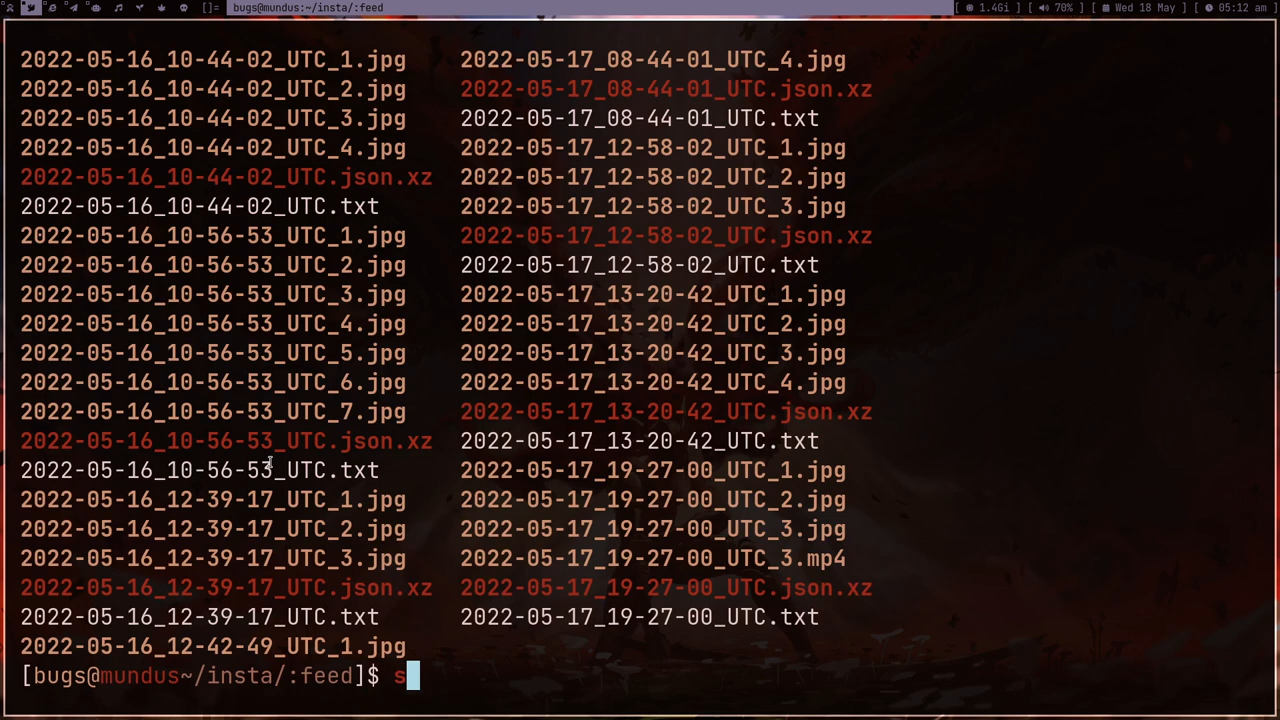 []= bugs@mundus:~/insta/:feed [ 1.4Gi ] [ 70% ] [ Wed 18 May ] [ 05:12 am ]
2022-05-16_10-44-02_UTC_1.jpg 2022-05-17_08-44-01_UTC_4.jpg
2022-05-16_10-44-02_UTC_2.jpg 2022-05-17_08-44-01_UTC.json.xz
2022-05-16_10-44-02_UTC_3.jpg 2022-05-17_08-44-01_UTC.txt
2022-05-16_10-44-02_UTC_4.jpg 2022-05-17_12-58-02_UTC_1.jpg
2022-05-16_10-44-02_UTC.json.xz 2022-05-17_12-58-02_UTC_2.jpg
2022-05-16_10-44-02_UTC.txt 2022-05-17_12-58-02_UTC_3.jpg
2022-05-16_10-56-53_UTC_1.jpg 2022-05-17_12-58-02_UTC.json.xz
2022-05-16_10-56-53_UTC_2.jpg 2022-05-17_12-58-02_UTC.txt
2022-05-16_10-56-53_UTC_3.jpg 2022-05-17_13-20-42_UTC_1.jpg
2022-05-16_10-56-53_UTC_4.jpg 2022-05-17_13-20-42_UTC_2.jpg
2022-05-16_10-56-53_UTC_5.jpg 2022-05-17_13-20-42_UTC_3.jpg
2022-05-16_10-56-53_UTC_6.jpg 2022-05-17_13-20-42_UTC_4.jpg
2022-05-16_10-56-53_UTC_7.jpg 2022-05-17_13-20-42_UTC.json.xz
2022-05-16_10-56-53_UTC.json.xz 2022-05-17_13-20-42_UTC.txt
2022-05-16_10-56-53_UTC.txt 2022-05-17_19-27-00_UTC_1.jpg
2022-05-16_12-39-17_UTC_1.jpg 2022-05-17_19-27-00_UTC_2.jpg
2022-05-16_12-39-17_UTC_2.jpg 2022-05-17_19-27-00_UTC_3.jpg
2022-05-16_12-39-17_UTC_3.jpg 2022-05-17_19-27-00_UTC_3.mp4
2022-05-16_12-39-17_UTC.json.xz 2022-05-17_19-27-00_UTC.json.xz
2022-05-16_12-39-17_UTC.txt 2022-05-17_19-27-00_UTC.txt
2022-05-16_12-42-49_UTC_1.jpg
[bugs@mundus~/insta/:feed]$ s